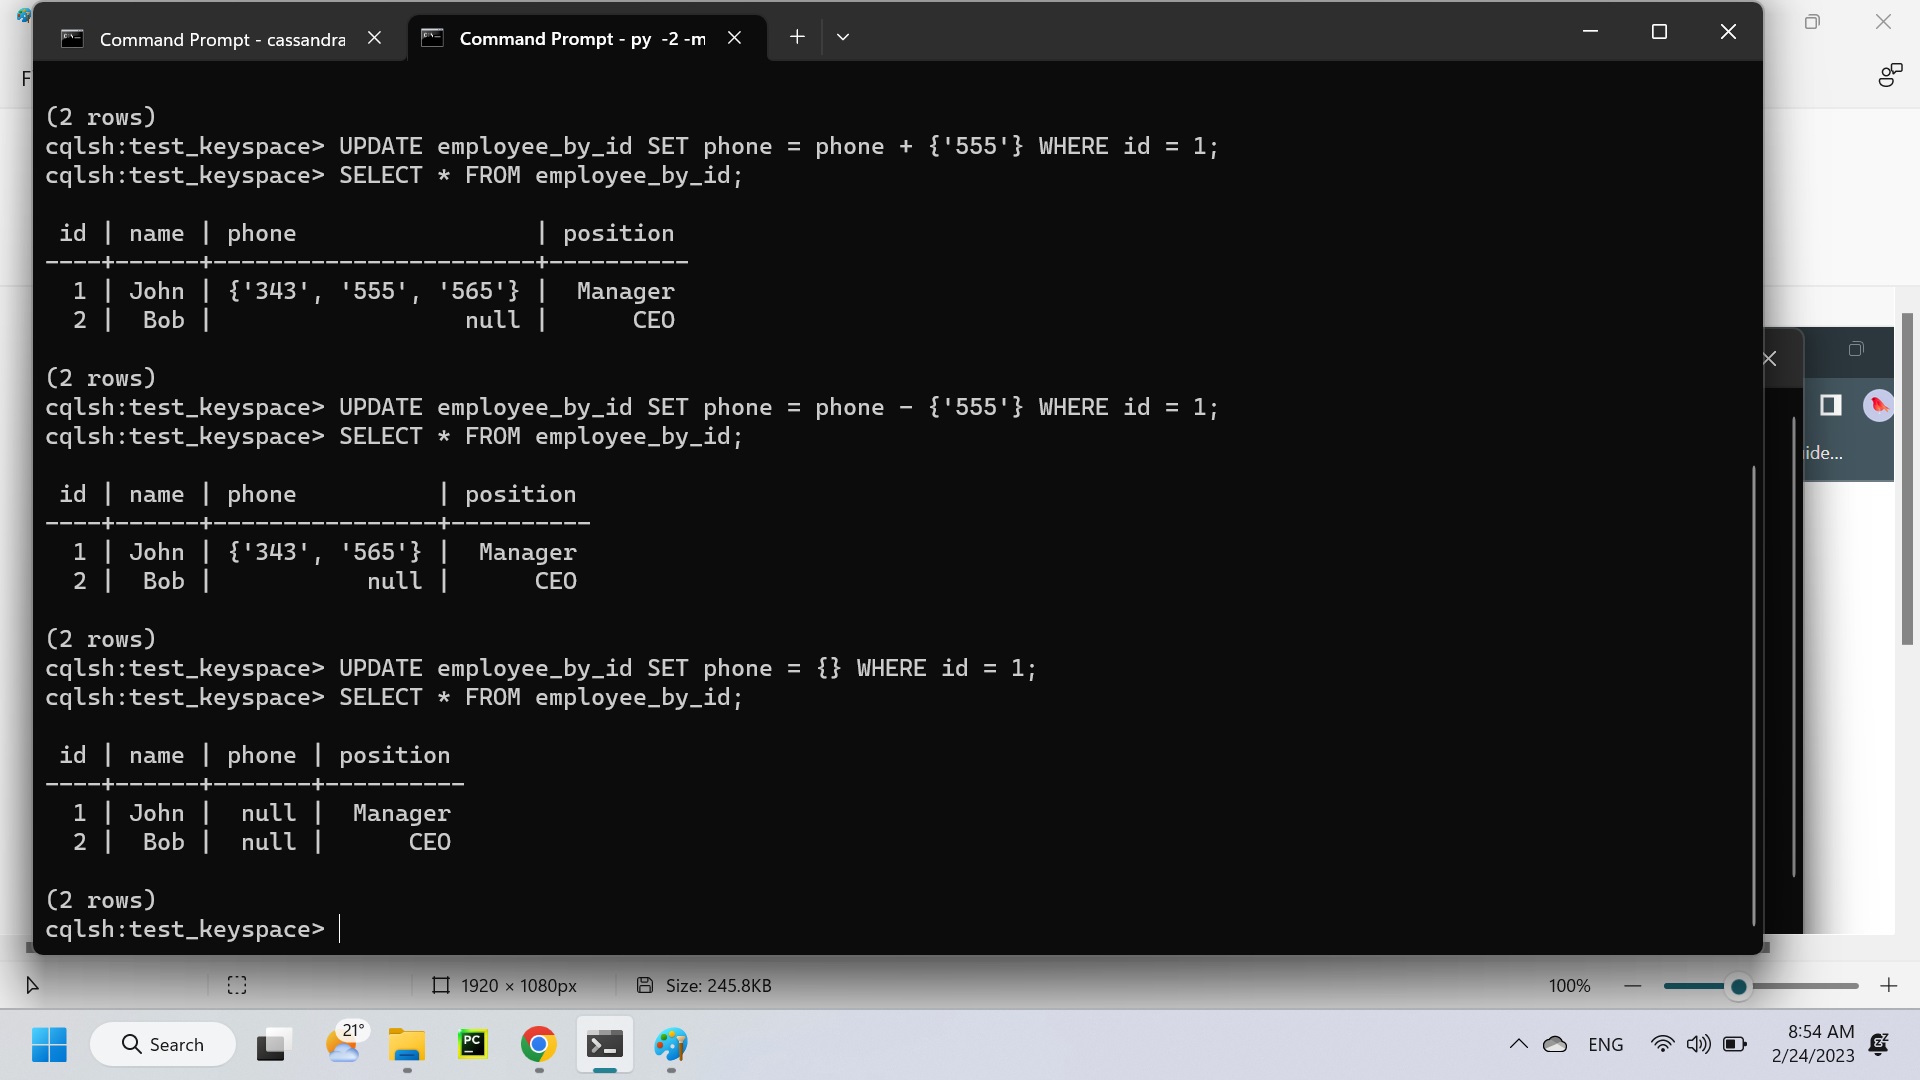 Command Prompt - cassandra
Command Prompt - py  -2 -m
F
(2 rows)
cqlsh:test_keyspace> UPDATE employee_by_id SET phone = phone + {'555'} WHERE id = 1;
cqlsh:test_keyspace> SELECT * FROM employee_by_id;
 id | name | phone                 | position
----+------+-----------------------+----------
  1 | John | {'343', '555', '565'} |  Manager
  2 |  Bob |                  null |      CEO
(2 rows)
cqlsh:test_keyspace> UPDATE employee_by_id SET phone = phone - {'555'} WHERE id = 1;
cqlsh:test_keyspace> SELECT * FROM employee_by_id;
 id | name | phone          | position
----+------+----------------+----------
  1 | John | {'343', '565'} |  Manager
  2 |  Bob |           null |      CEO
(2 rows)
cqlsh:test_keyspace> UPDATE employee_by_id SET phone = {} WHERE id = 1;
cqlsh:test_keyspace> SELECT * FROM employee_by_id;
 id | name | phone | position
----+------+-------+----------
  1 | John |  null |  Manager
  2 |  Bob |  null |      CEO
(2 rows)
cqlsh:test_keyspace>
ide...
1920 × 1080px
Size: 245.8KB
100%
Search
21°
PC
ENG
8:54 AM
2/24/2023